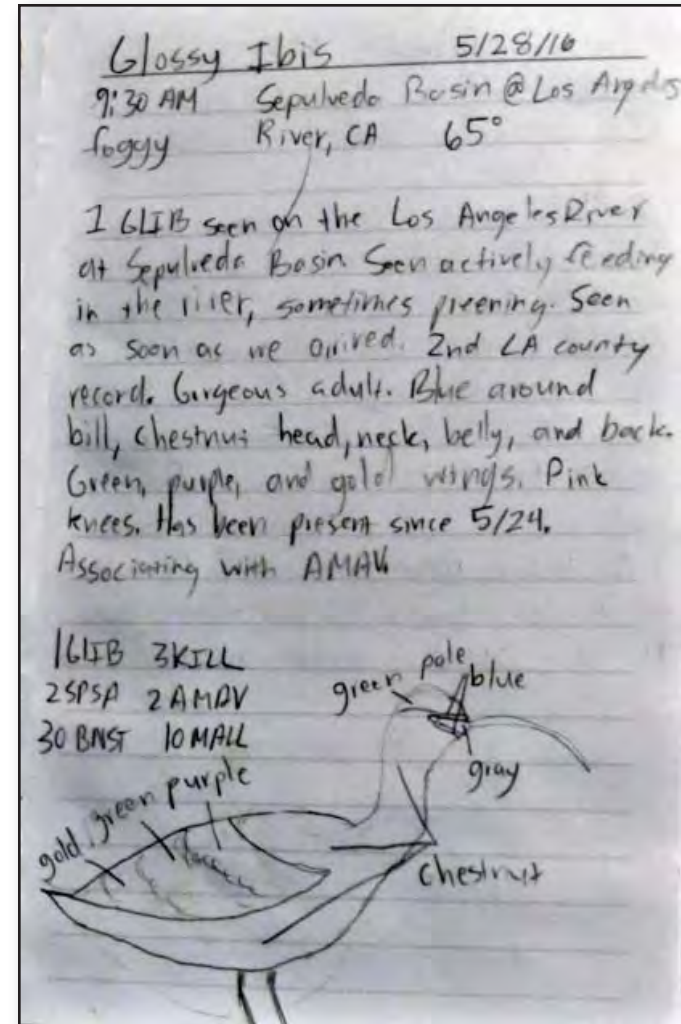 Glossy Ibis 5/28/16
9:30 AM Sepulveda Basin @ Los Angeles
foggy River, CA 65°
1 GLIB seen on the Los Angeles River
at Sepulveda Basin. Seen actively feeding
in the river, sometimes preening. Seen
as soon as we arrived. 2nd LA county
record. Gorgeous adult. Blue around
bill, chestnut head, neck, belly, and back.
Green, purple, and gold wings. Pink
knees. Has been present since 5/24.
Associating with AMAV.
1 GLIB 3 KILL
2 SPSA 2 AMAV
30 BNST 10 MALL
green pale blue
gray
gold green purple
chestnut